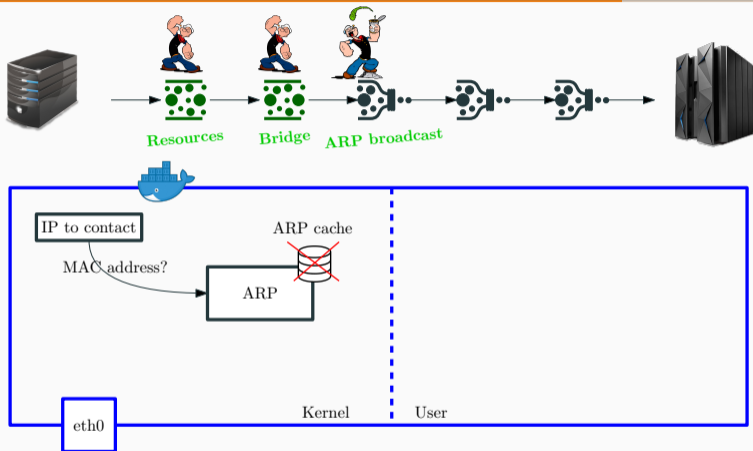 Resources
Bridge
ARP broadcast
IP to contact
ARP cache
MAC address?
ARP
Kernel
User
eth0